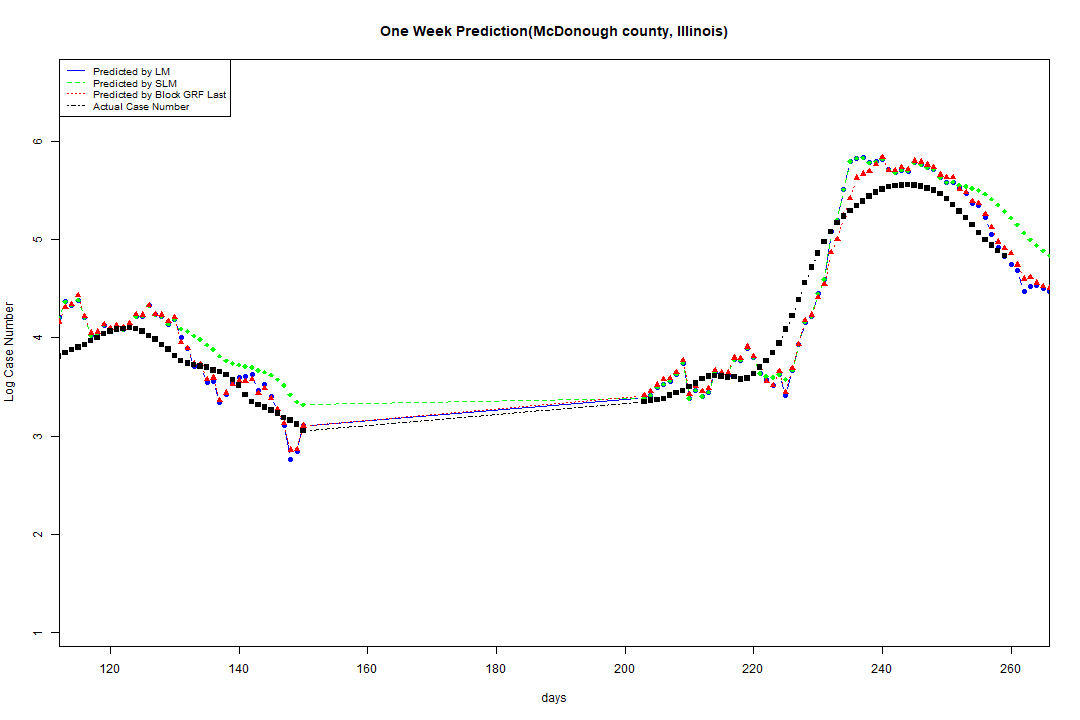 One Week Prediction(McDonough county, Illinois)
Predicted by LM
Predicted by SLM
Predicted by Block GRF Last
Actual Case Number
6
5
4
3
2
1
Log Case Number
120 140 160 180 200 220 240 260
days